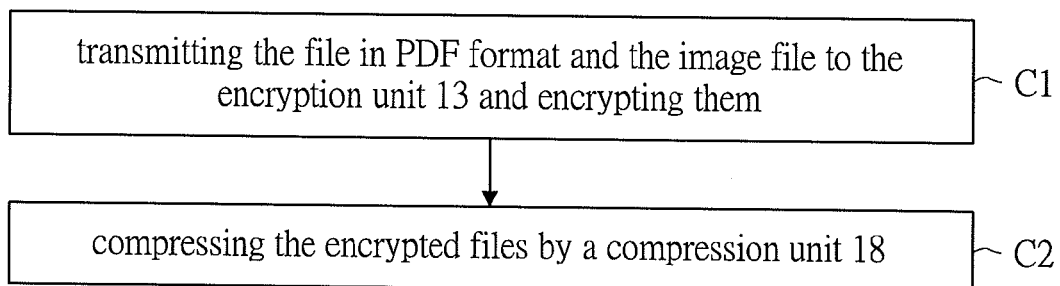 transmitting the file in PDF format and the image file to the
encryption unit 13 and encrypting them
C1
compressing the encrypted files by a compression unit 18
C2